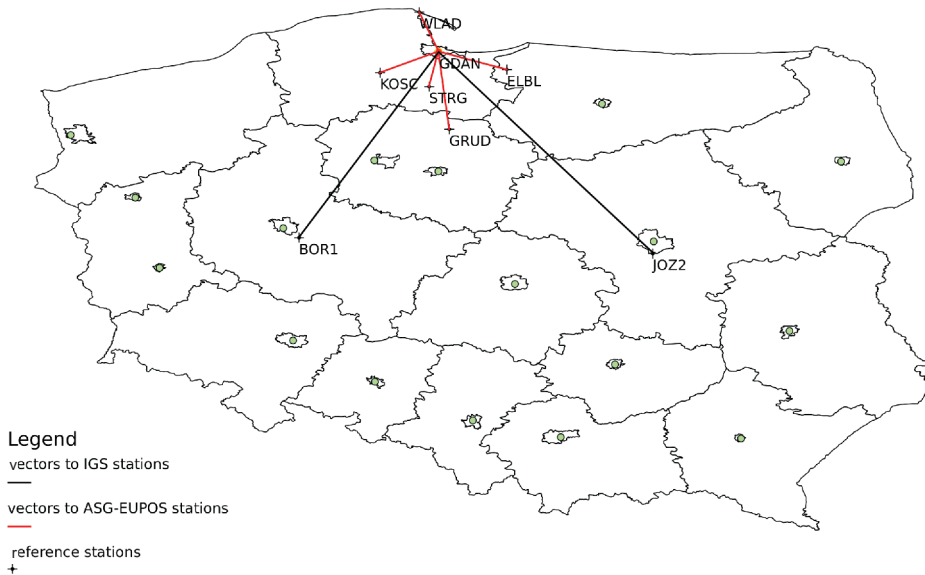 WLAD
GDAN
KOSC
ELBL
STRG
GRUD
BOR1
JOZ2
Legend
vectors to IGS stations
vectors to ASG-EUPOS stations
reference stations